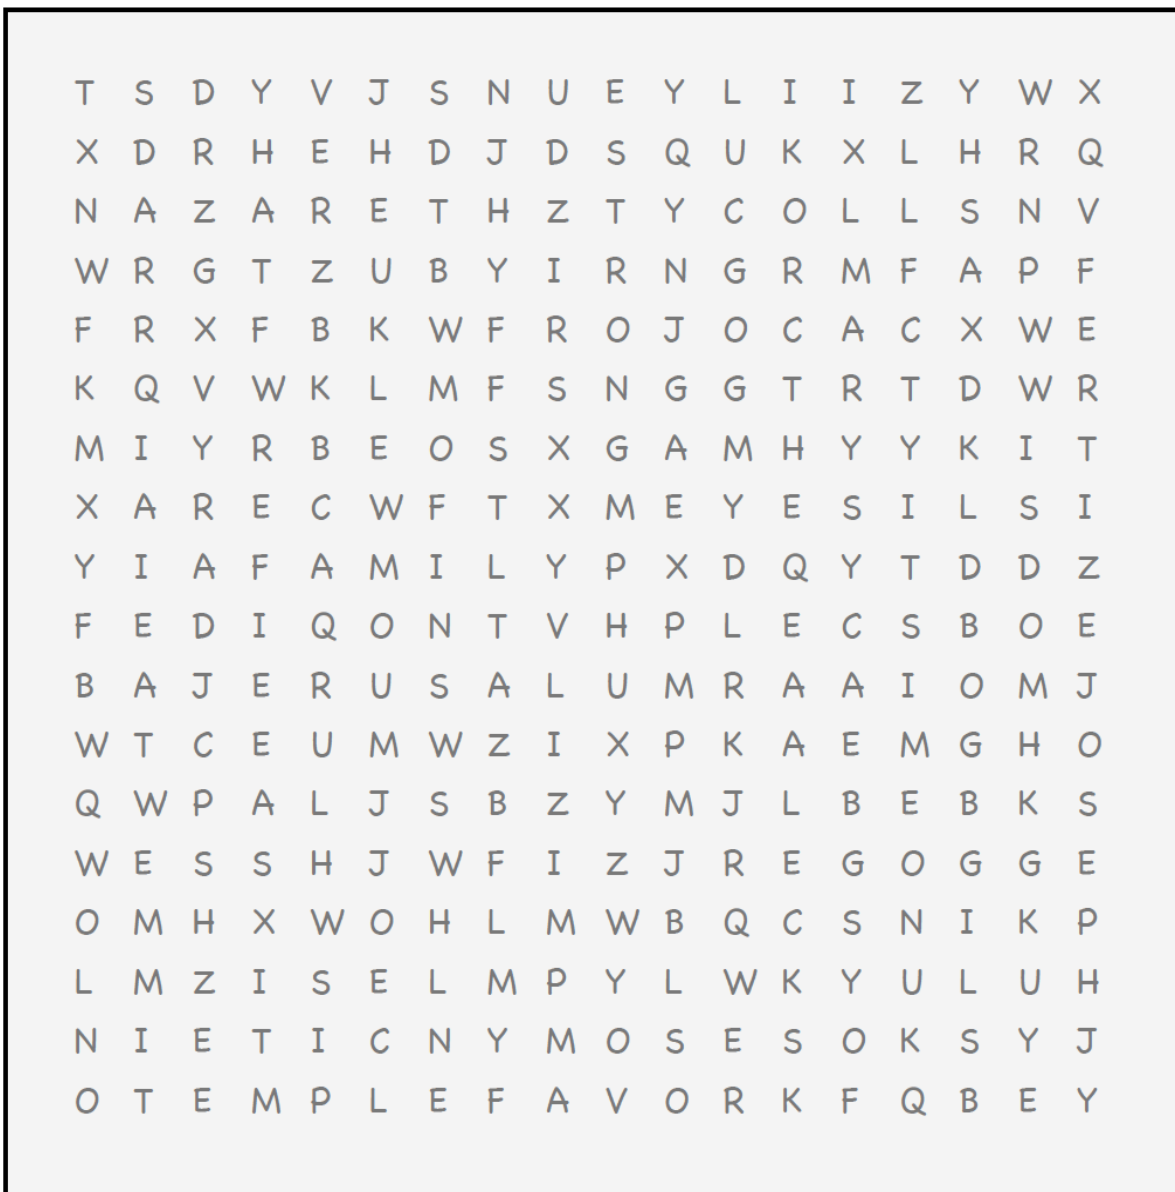 T S D Y V J S N U E Y L I I Z Y W X
X D R H E H D J D S Q U K X L H R Q
N A Z A R E T H Z T Y C O L L S N V
W R G T Z U B Y I R N G R M F A P F
F R X F B K W F R O J O C A C X W E
K Q V W K L M F S N G G T R T D W R
M I Y R B E O S X G A M H Y Y K I T
X A R E C W F T X M E Y E S I L S I
Y I A F A M I L Y P X D Q Y T D D Z
F E D I Q O N T V H P L E C S B O E
B A J E R U S A L U M R A A I O M J
W T C E U M W Z I X P K A E M G H O
Q W P A L J S B Z Y M J L B E B K S
W E S S H J W F I Z J R E G O G G E
O M H X W O H L M W B Q C S N I K P
L M Z I S E L M P Y L W K Y U L U H
N I E T I C N Y M O S E S O K S Y J
O T E M P L E F A V O R K F Q B E Y